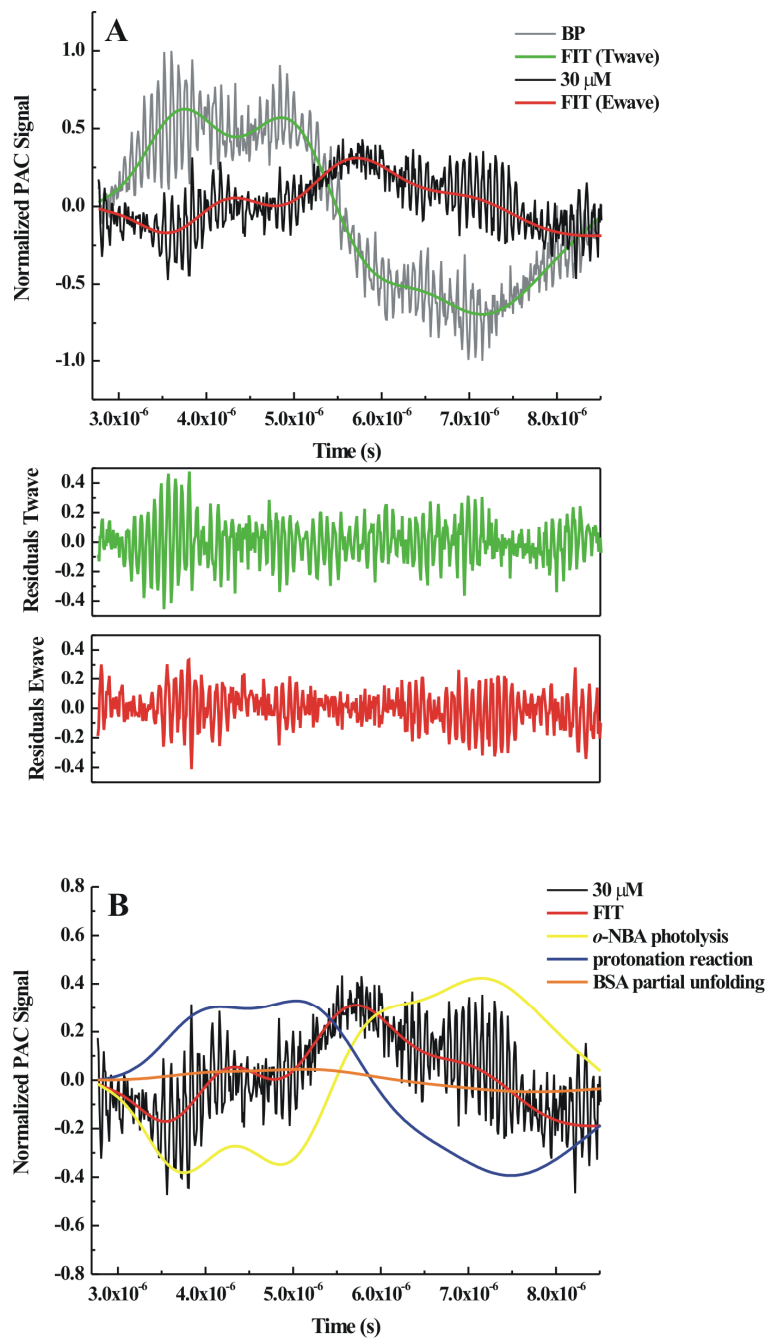 A
BP
FIT (Twave)
30 μM
FIT (Ewave)
Normalized PAC Signal
1.0
0.5
0.0
-0.5
-1.0
3.0x10⁻⁶ 4.0x10⁻⁶ 5.0x10⁻⁶ 6.0x10⁻⁶ 7.0x10⁻⁶ 8.0x10⁻⁶
Time (s)
Residuals Twave
0.4
0.2
0.0
-0.2
-0.4
Residuals Ewave
0.4
0.2
0.0
-0.2
-0.4
B
30 μM
FIT
o-NBA photolysis
protonation reaction
BSA partial unfolding
Normalized PAC Signal
0.8
0.6
0.4
0.2
0.0
-0.2
-0.4
-0.6
-0.8
3.0x10⁻⁶ 4.0x10⁻⁶ 5.0x10⁻⁶ 6.0x10⁻⁶ 7.0x10⁻⁶ 8.0x10⁻⁶
Time (s)